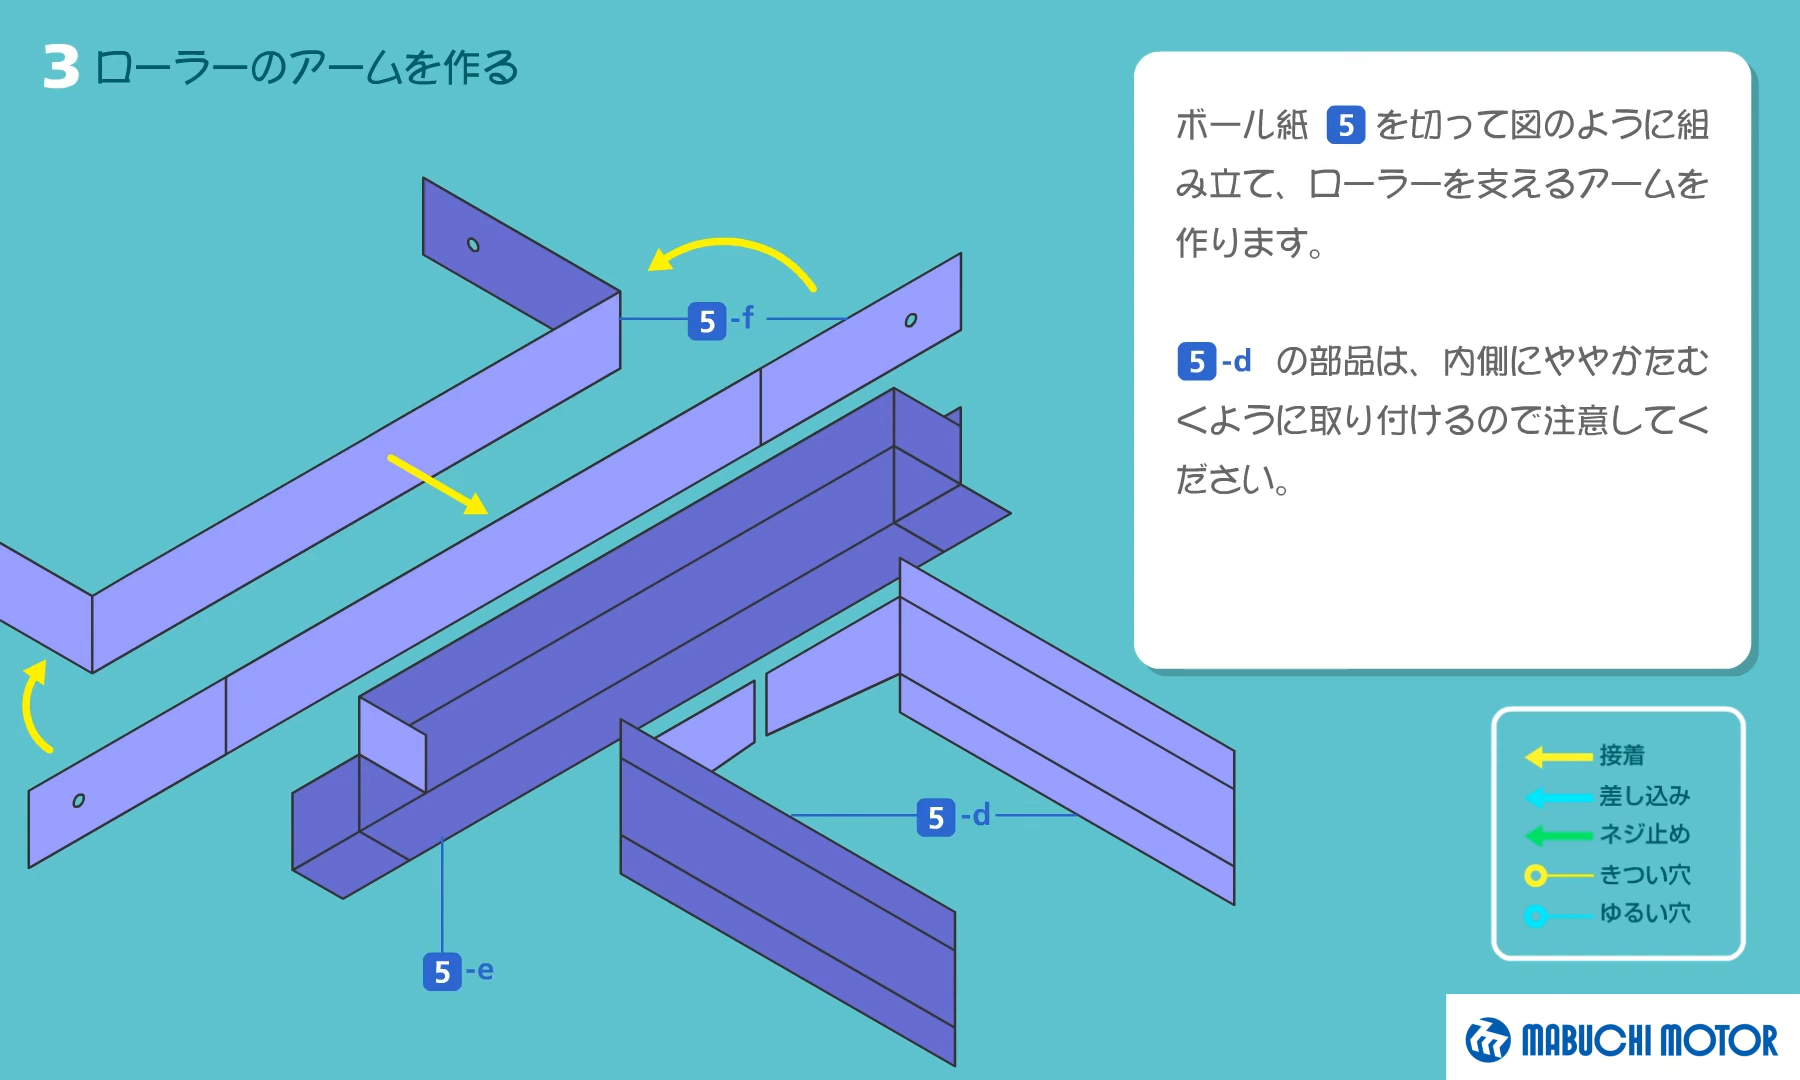 3 ローラーのアームを作る
ボール紙 5 を切って図のように組
み立て、ローラーを支えるアームを
作ります。
5-d の部品は、内側にややかたむ
くように取り付けるので注意してく
ださい。
5-f
5-d
5-e
接着
差し込み
ネジ止め
きつい穴
ゆるい穴
MABUCHI MOTOR